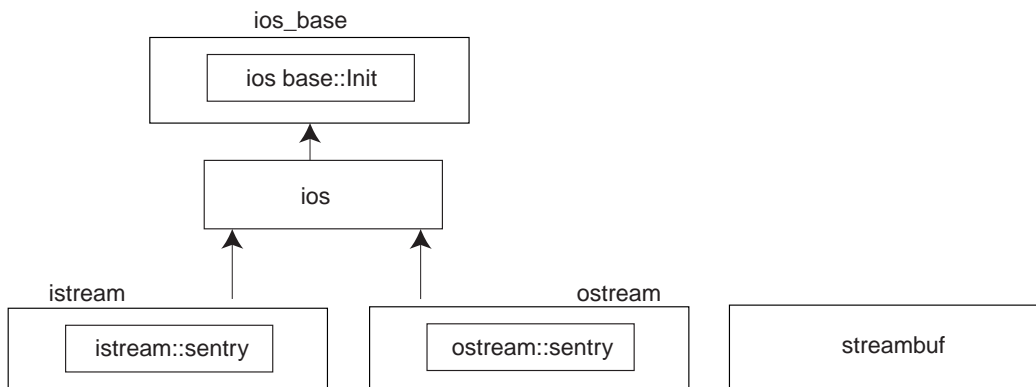 ios_base
ios base::Init
ios
istream
ostream
istream::sentry
ostream::sentry
streambuf